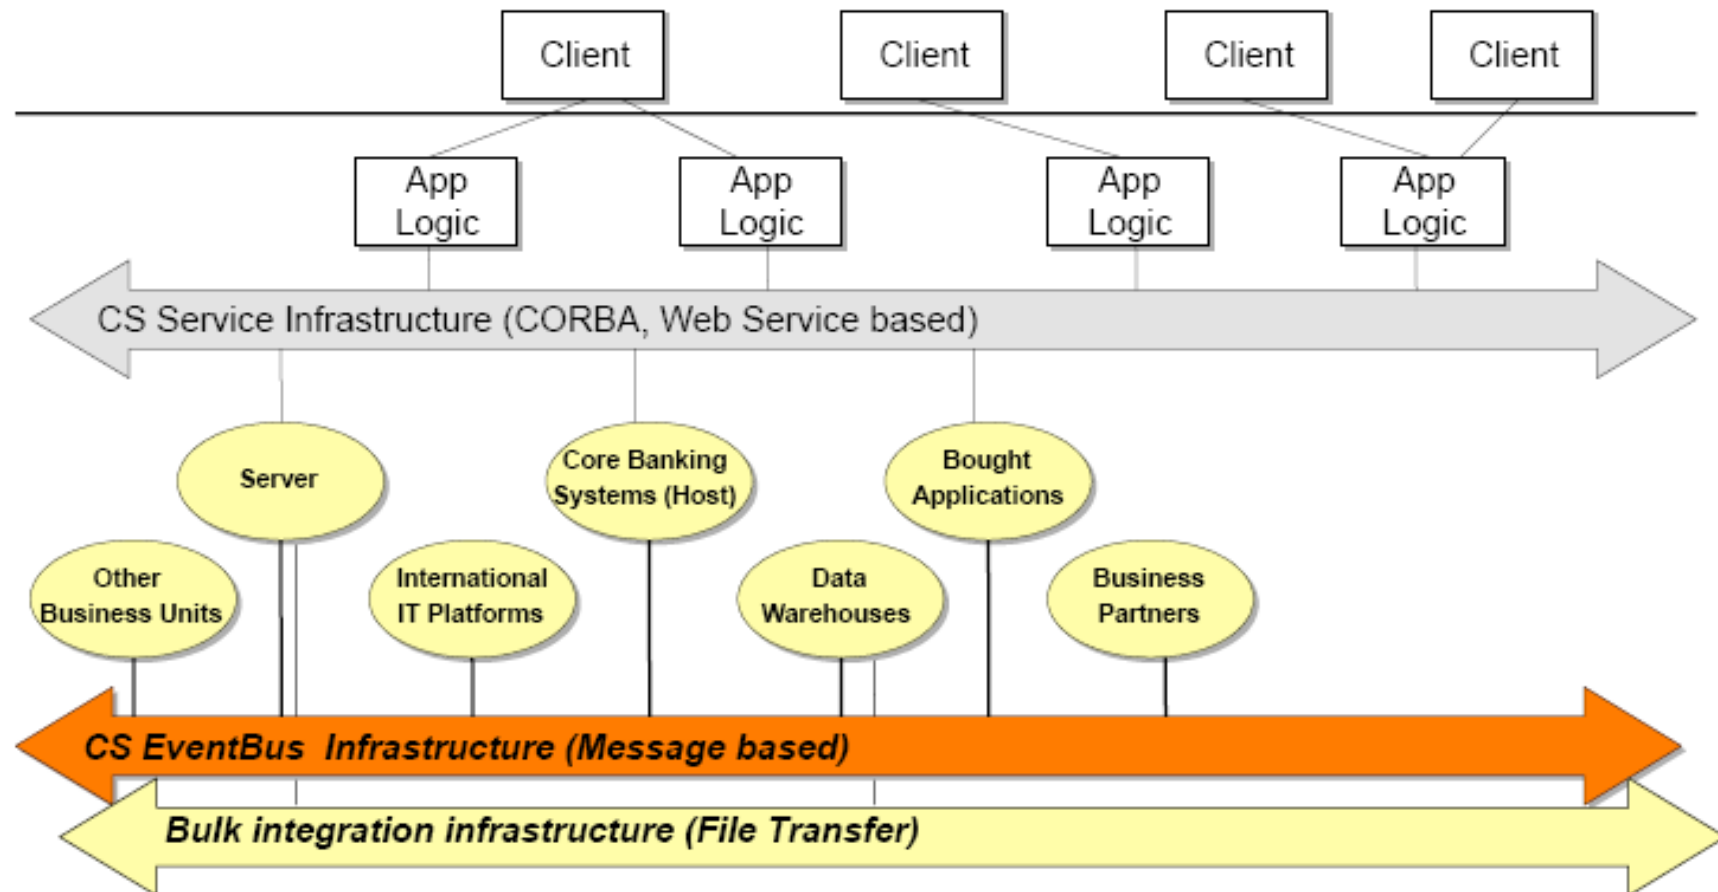 Client
Client
Client
Client
App
Logic
App
Logic
App
Logic
App
Logic
CS Service Infrastructure (CORBA, Web Service based)
Server
Core Banking
Systems (Host)
Bought
Applications
Other
Business Units
International
IT Platforms
Data
Warehouses
Business
Partners
CS EventBus Infrastructure (Message based)
Bulk integration infrastructure (File Transfer)